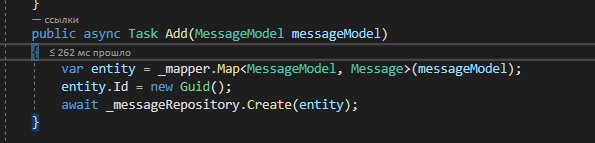 }
— ссылки
public async Task Add(MessageModel messageModel)
{ ≤ 262 мс прошло
var entity = _mapper.Map<MessageModel, Message>(messageModel);
entity.Id = new Guid();
await _messageRepository.Create(entity);
}